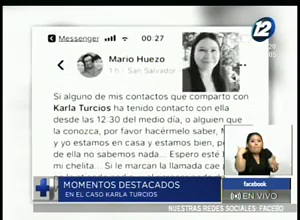 12
Messenger
00:27
Mario Huezo
1 h · San Salvador
Si alguno de mis contactos que comparto con
Karla Turcios ha tenido contacto con ella
desde las 12:30 del medio día, o alguien que
la conozca, por favor hacérmelo saber, M
y yo estamos en casa y estamos bien, p
de ella no sabemos nada... Espero esté b
mi chelita... Si le marcan la llamada cae
MOMENTOS DESTACADOS
EN EL CASO KARLA TURCIOS
facebook
EN VIVO
NUESTRAS REDES SOCIALES: FACEBO